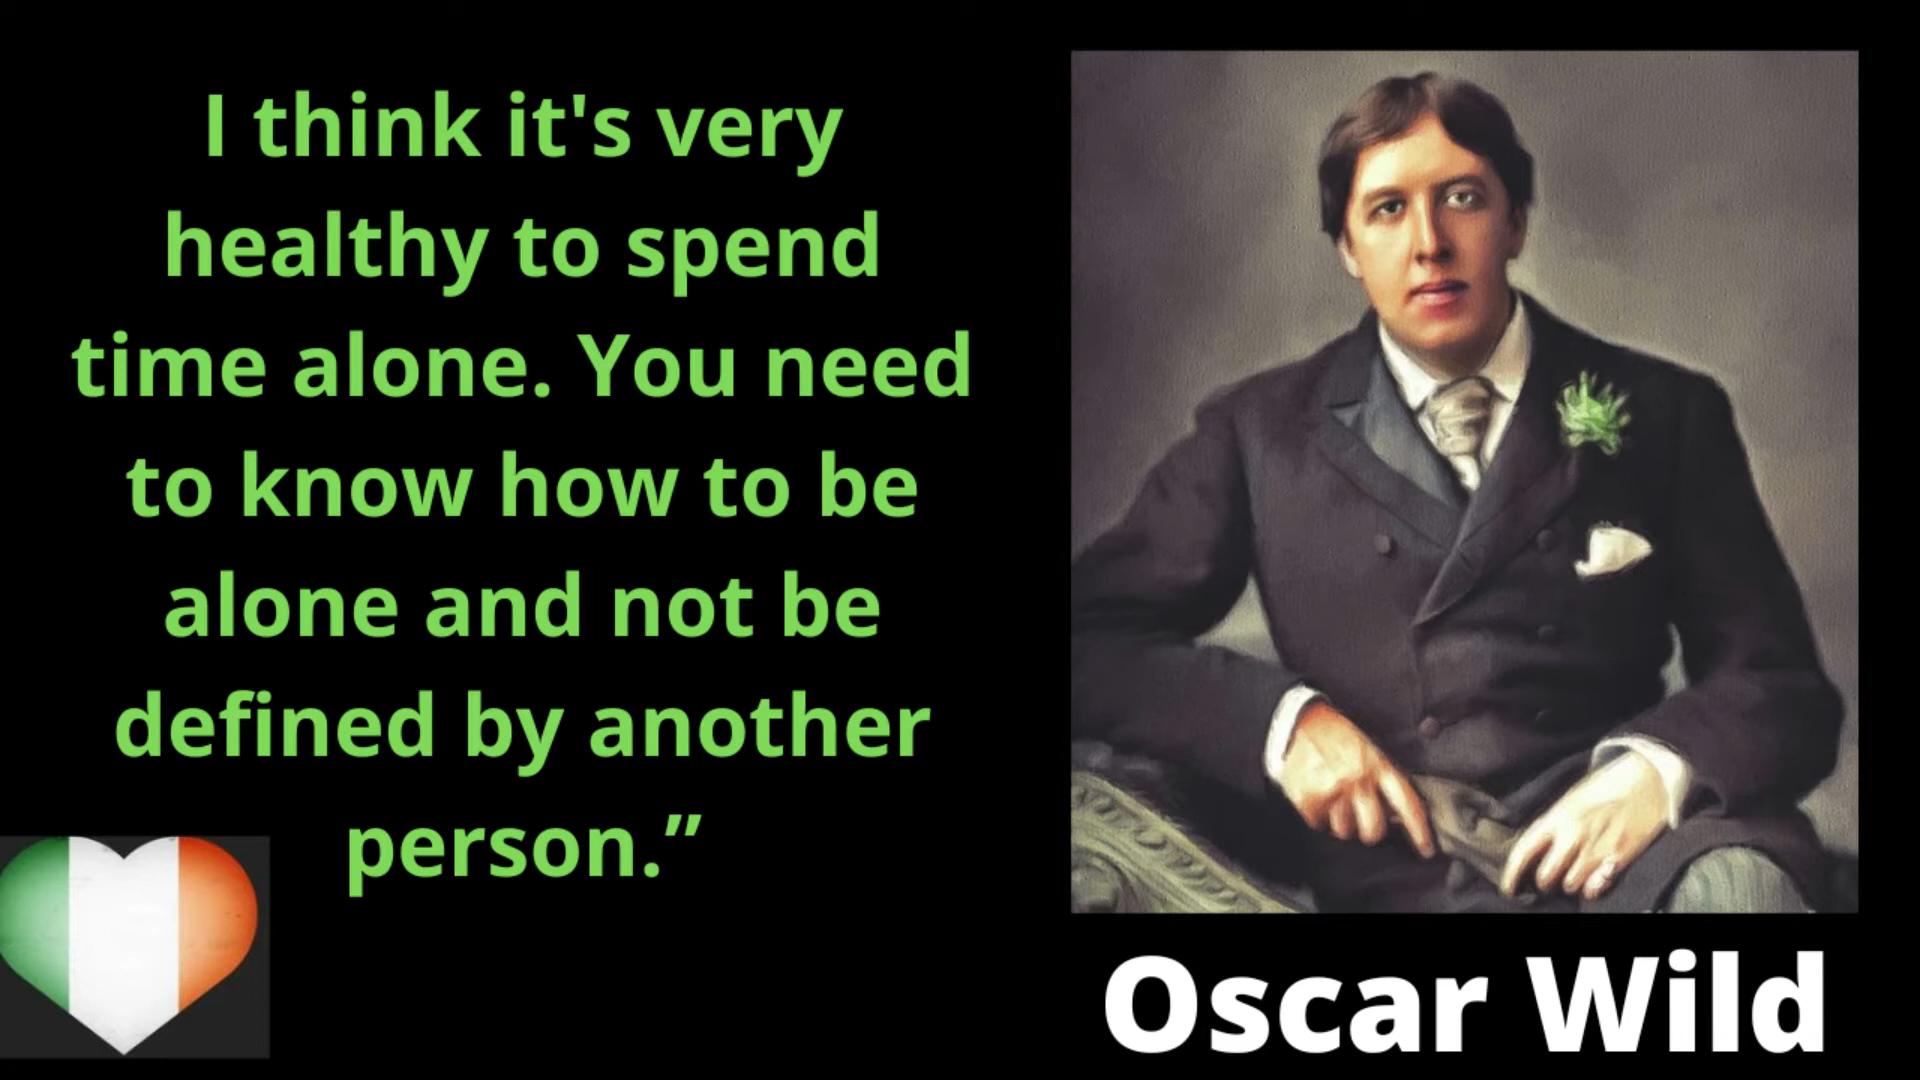 I think it's very
healthy to spend
time alone. You need
to know how to be
alone and not be
defined by another
person.”
Oscar Wild